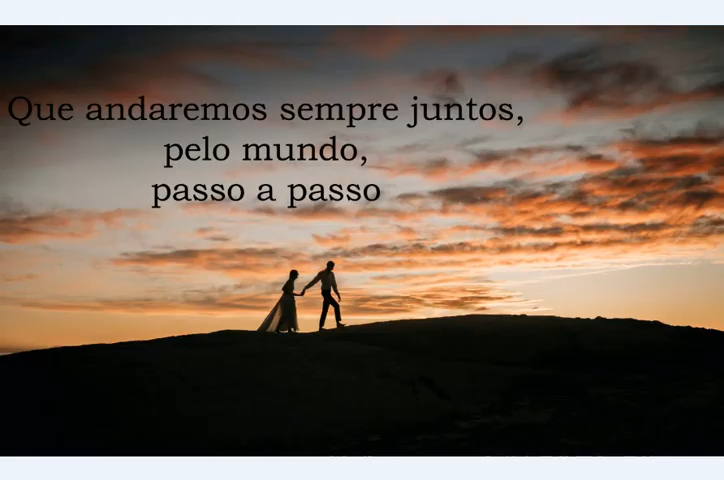 Que andaremos sempre juntos,
pelo mundo,
passo a passo